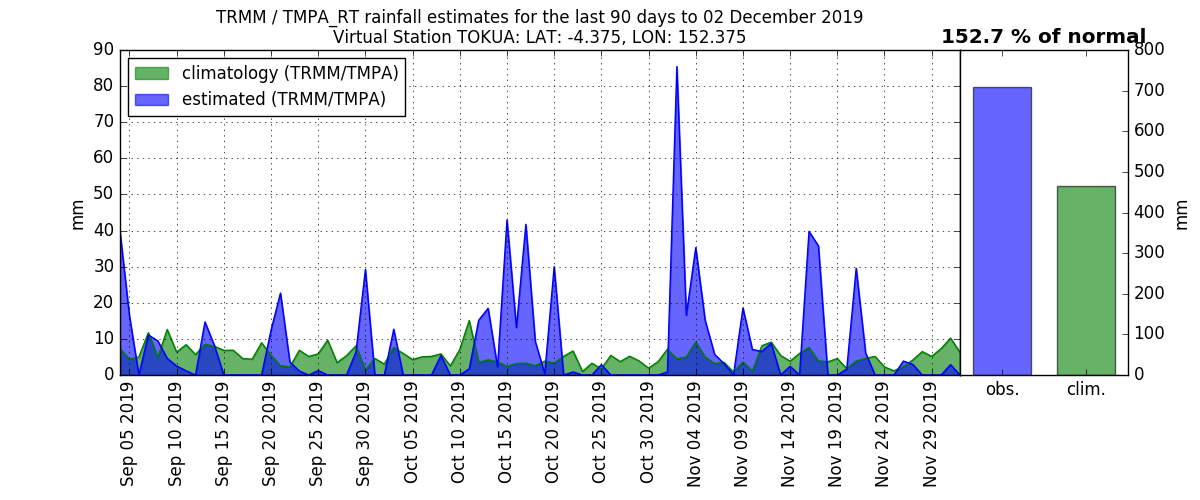 TRMM / TMPA_RT rainfall estimates for the last 90 days to 02 December 2019
Virtual Station TOKUA: LAT: -4.375, LON: 152.375
152.7 % of normal
climatology (TRMM/TMPA)
estimated (TRMM/TMPA)
90
80
70
60
50
40
30
20
10
0
mm
Sep 05 2019
Sep 10 2019
Sep 15 2019
Sep 20 2019
Sep 25 2019
Sep 30 2019
Oct 05 2019
Oct 10 2019
Oct 15 2019
Oct 20 2019
Oct 25 2019
Oct 30 2019
Nov 04 2019
Nov 09 2019
Nov 14 2019
Nov 19 2019
Nov 24 2019
Nov 29 2019
obs.
clim.
800
700
600
500
400
300
200
100
0
mm